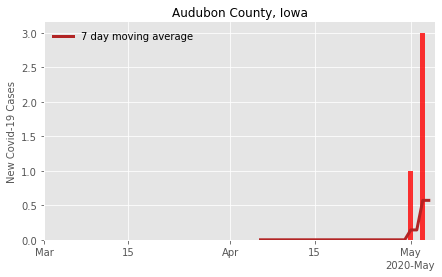 Audubon County, Iowa
7 day moving average
New Covid-19 Cases
3.0
2.5
2.0
1.5
1.0
0.5
0.0
Mar 15 Apr 15 May
2020-May